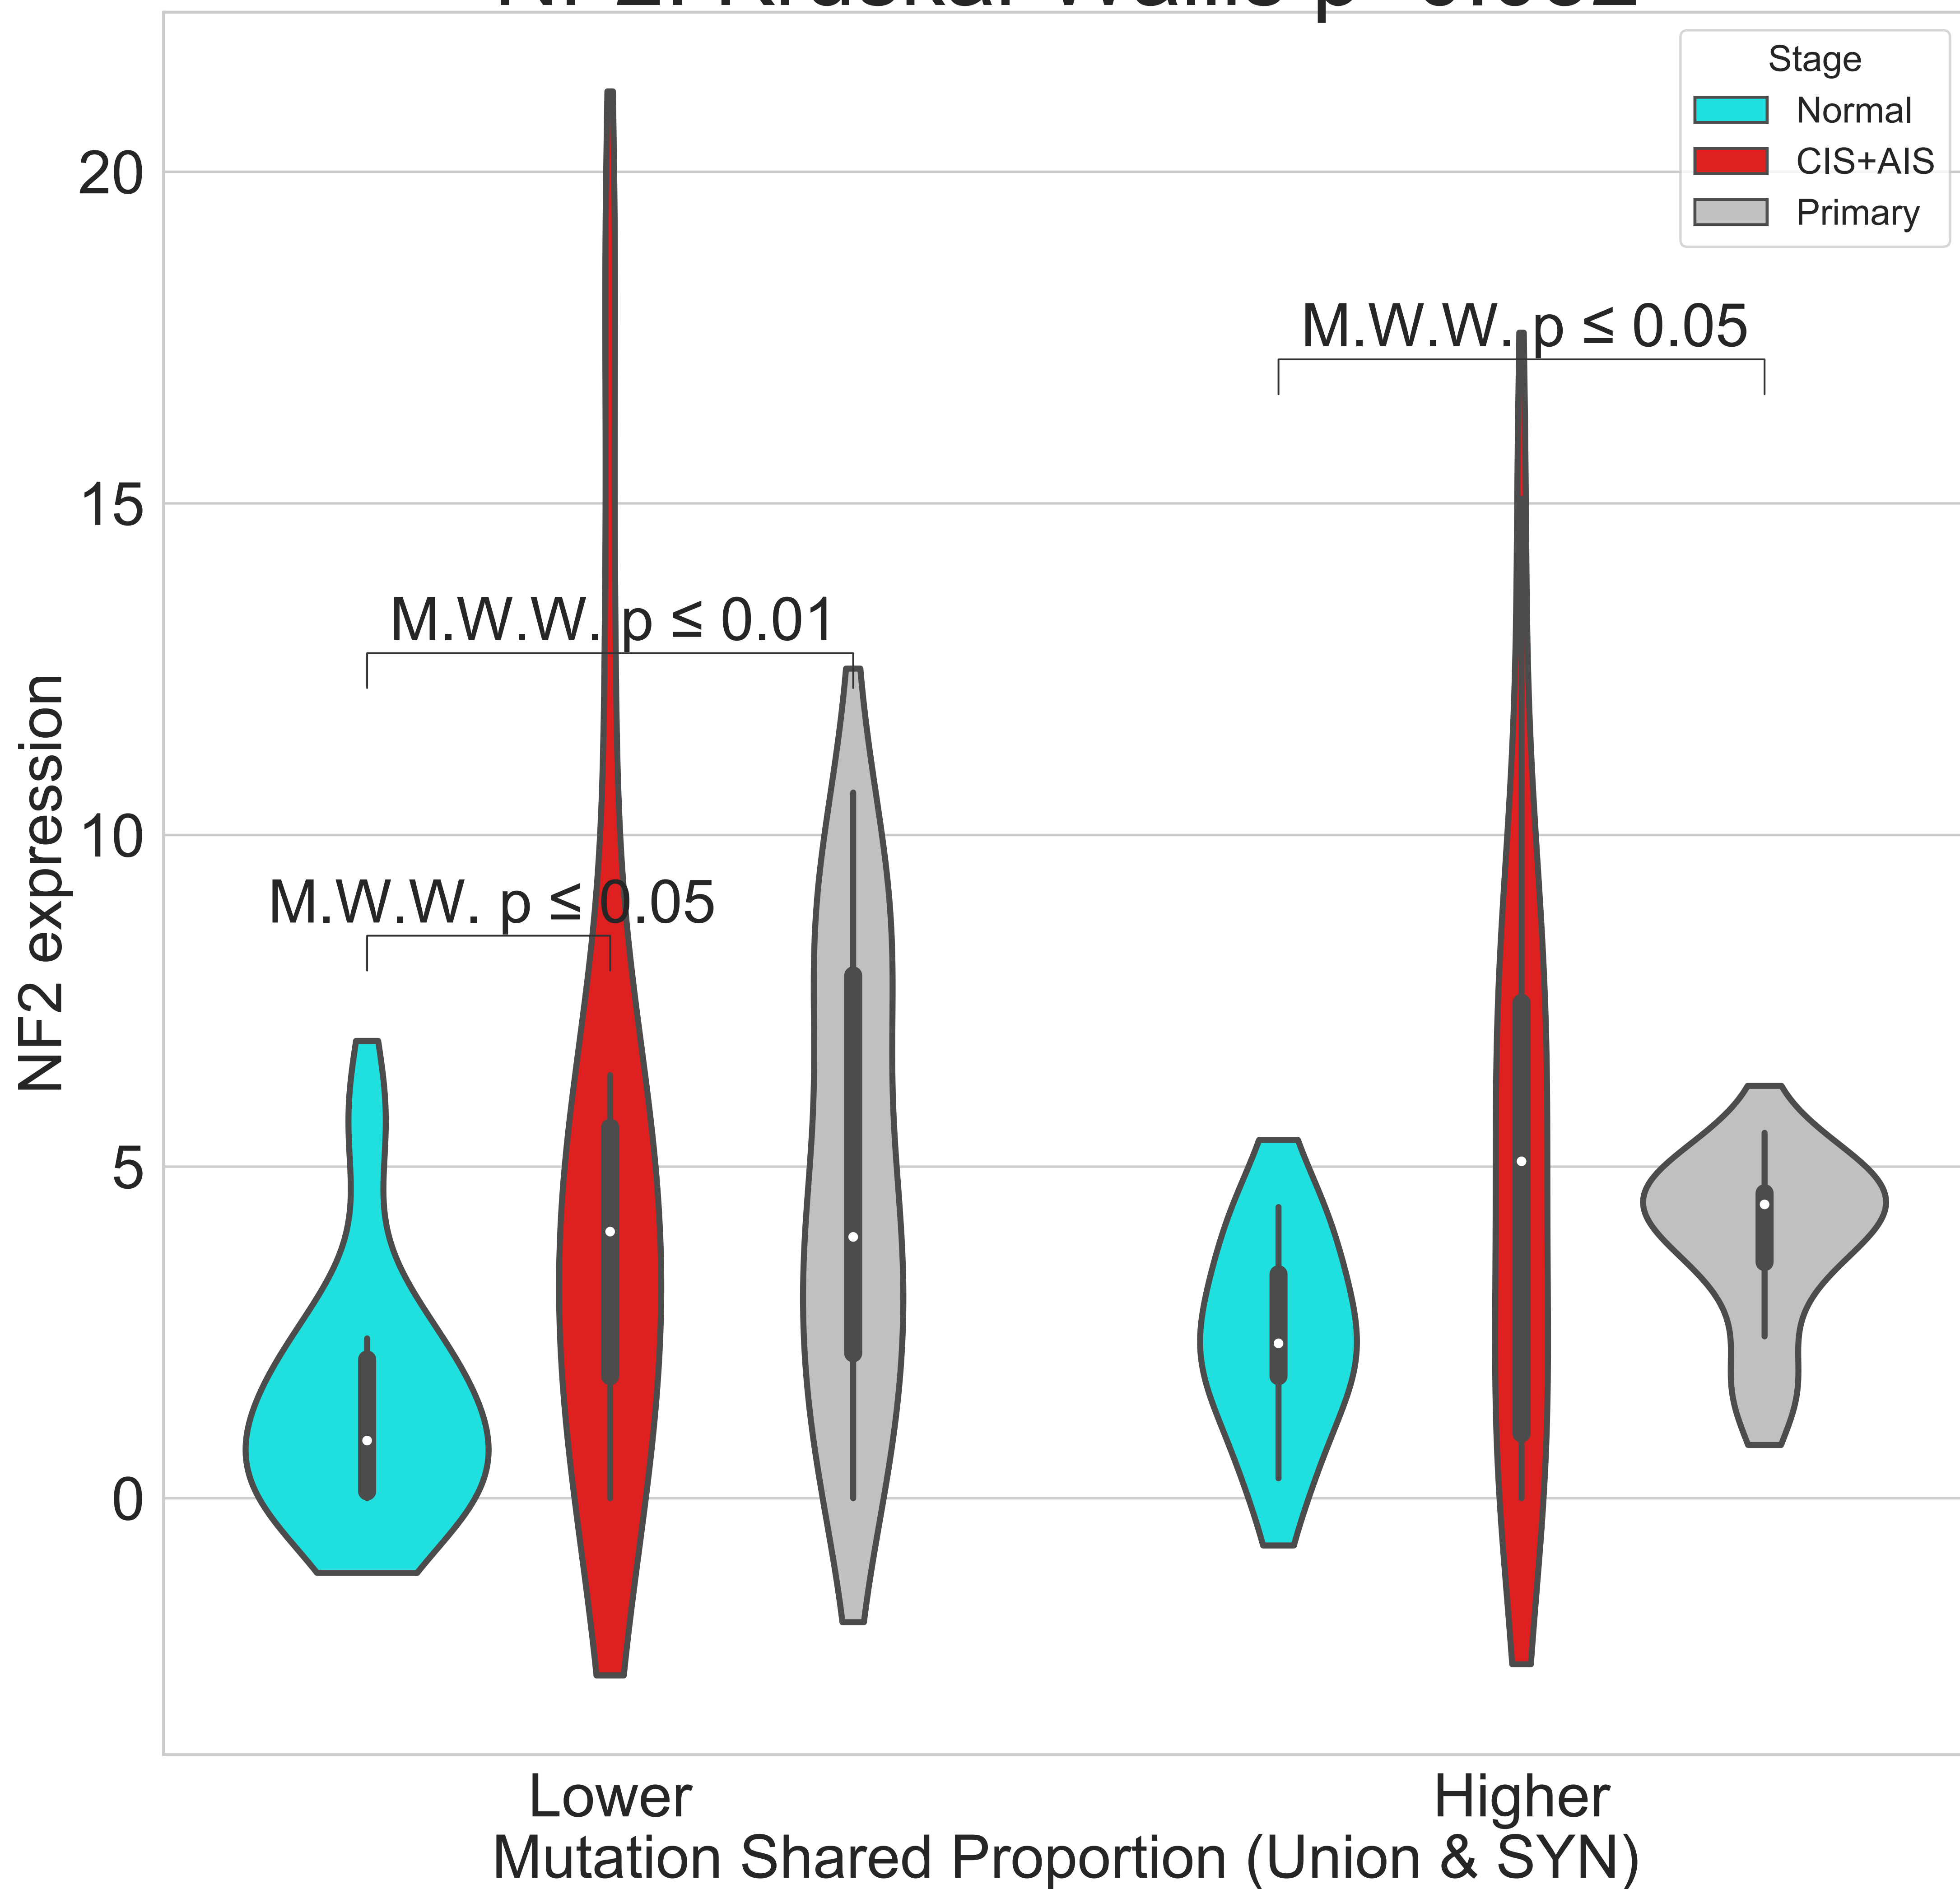 Stage
Normal
CIS+AIS
Primary
20
15
10
5
0
NF2 expression
M.W.W. p ≤ 0.05
M.W.W. p ≤ 0.01
M.W.W. p ≤ 0.05
Lower
Higher
Mutation Shared Proportion (Union & SYN)